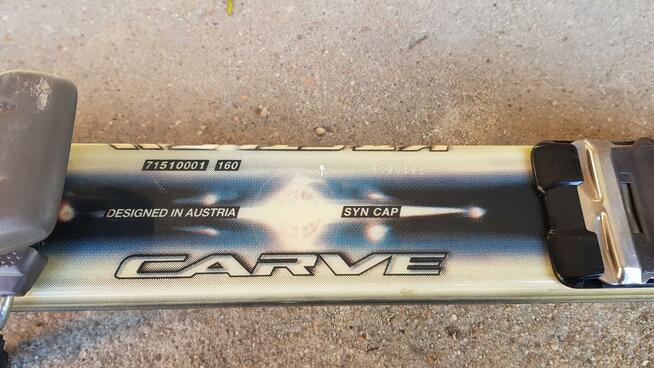 71510001 160
DESIGNED IN AUSTRIA
SYN CAP
CARVE